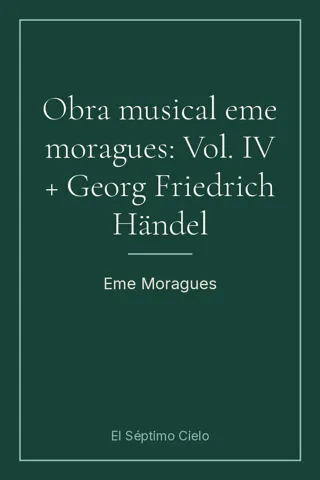 Obra musical eme
moragues: Vol. IV
+ Georg Friedrich
Händel
Eme Moragues
El Séptimo Cielo